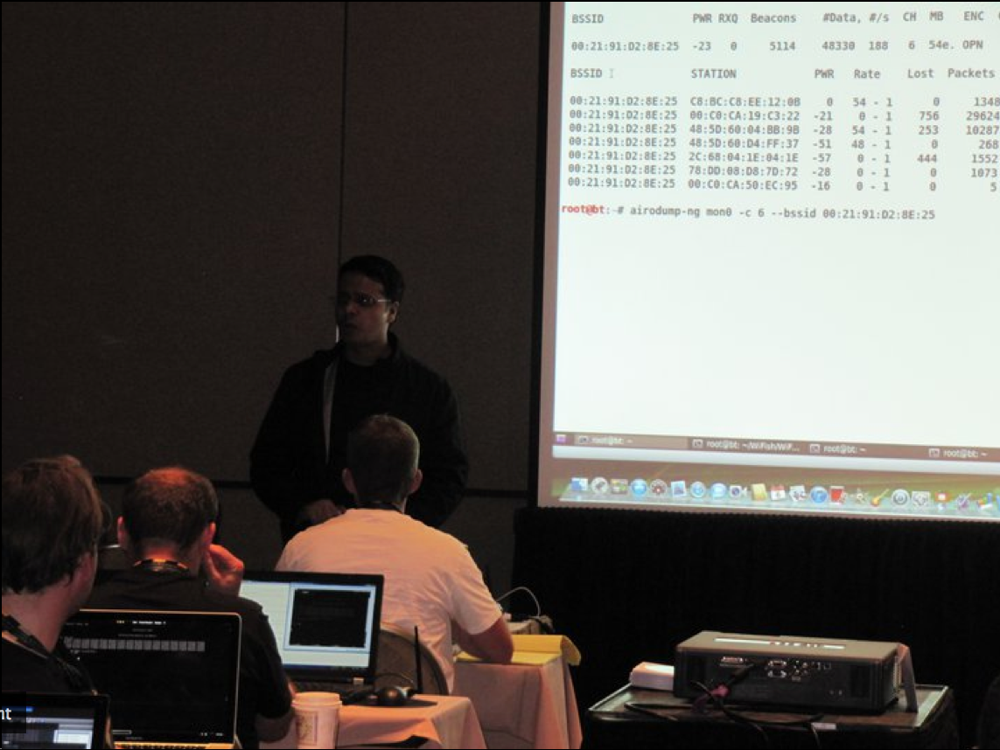 BSSID PWR RXQ Beacons #Data, #/s CH MB ENC
00:21:91:D2:8E:25 -23 0 5114 48330 188 6 54e. OPN
BSSID STATION PWR Rate Lost Packets
00:21:91:D2:8E:25 C8:BC:C8:EE:12:0B 0 54 - 1 0 1348
00:21:91:D2:8E:25 00:C0:CA:19:C3:22 -21 0 - 1 756 29624
00:21:91:D2:8E:25 48:5D:60:04:BB:9B -28 54 - 1 253 10287
00:21:91:D2:8E:25 48:5D:60:D4:FF:37 -51 48 - 1 0 268
00:21:91:D2:8E:25 2C:68:04:1E:04:1E -57 0 - 1 444 1552
00:21:91:D2:8E:25 78:DD:08:D8:7D:72 -28 0 - 1 0 1073
00:21:91:D2:8E:25 00:C0:CA:50:EC:95 -16 0 - 1 0 5
root@bt:~# airodump-ng mon0 -c 6 --bssid 00:21:91:D2:8E:25
root@bt: ~ root@bt: ~/WiFish/WiF... root@bt: ~ root@bt: ~
nt